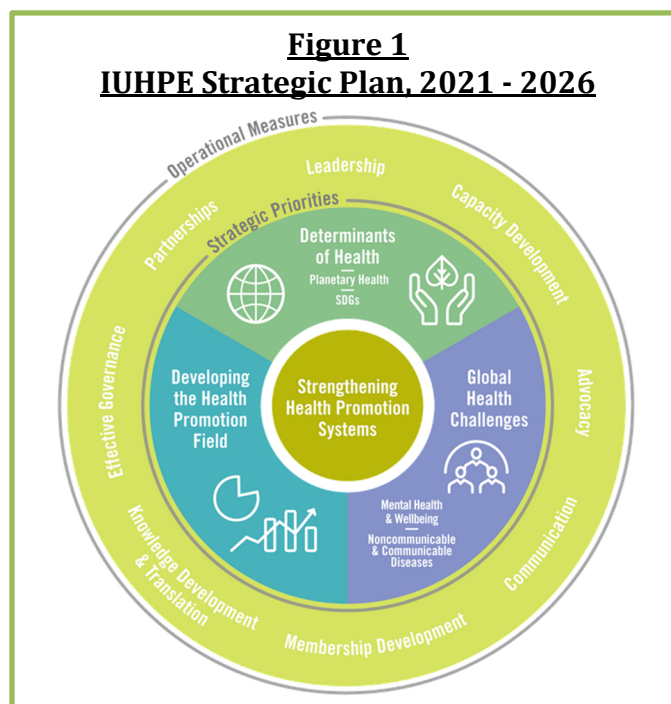 Figure 1
IUHPE Strategic Plan, 2021 - 2026
Operational Measures
Leadership
Capacity Development
Advocacy
Communication
Membership Development
Knowledge Development
& Translation
Effective Governance
Partnerships
Strategic Priorities
Determinants
of Health
Planetary Health
SDGs
Global
Health
Challenges
Mental Health
& Wellbeing
Noncommunicable
& Communicable
Diseases
Developing
the Health
Promotion
Field
Strengthening
Health Promotion
Systems